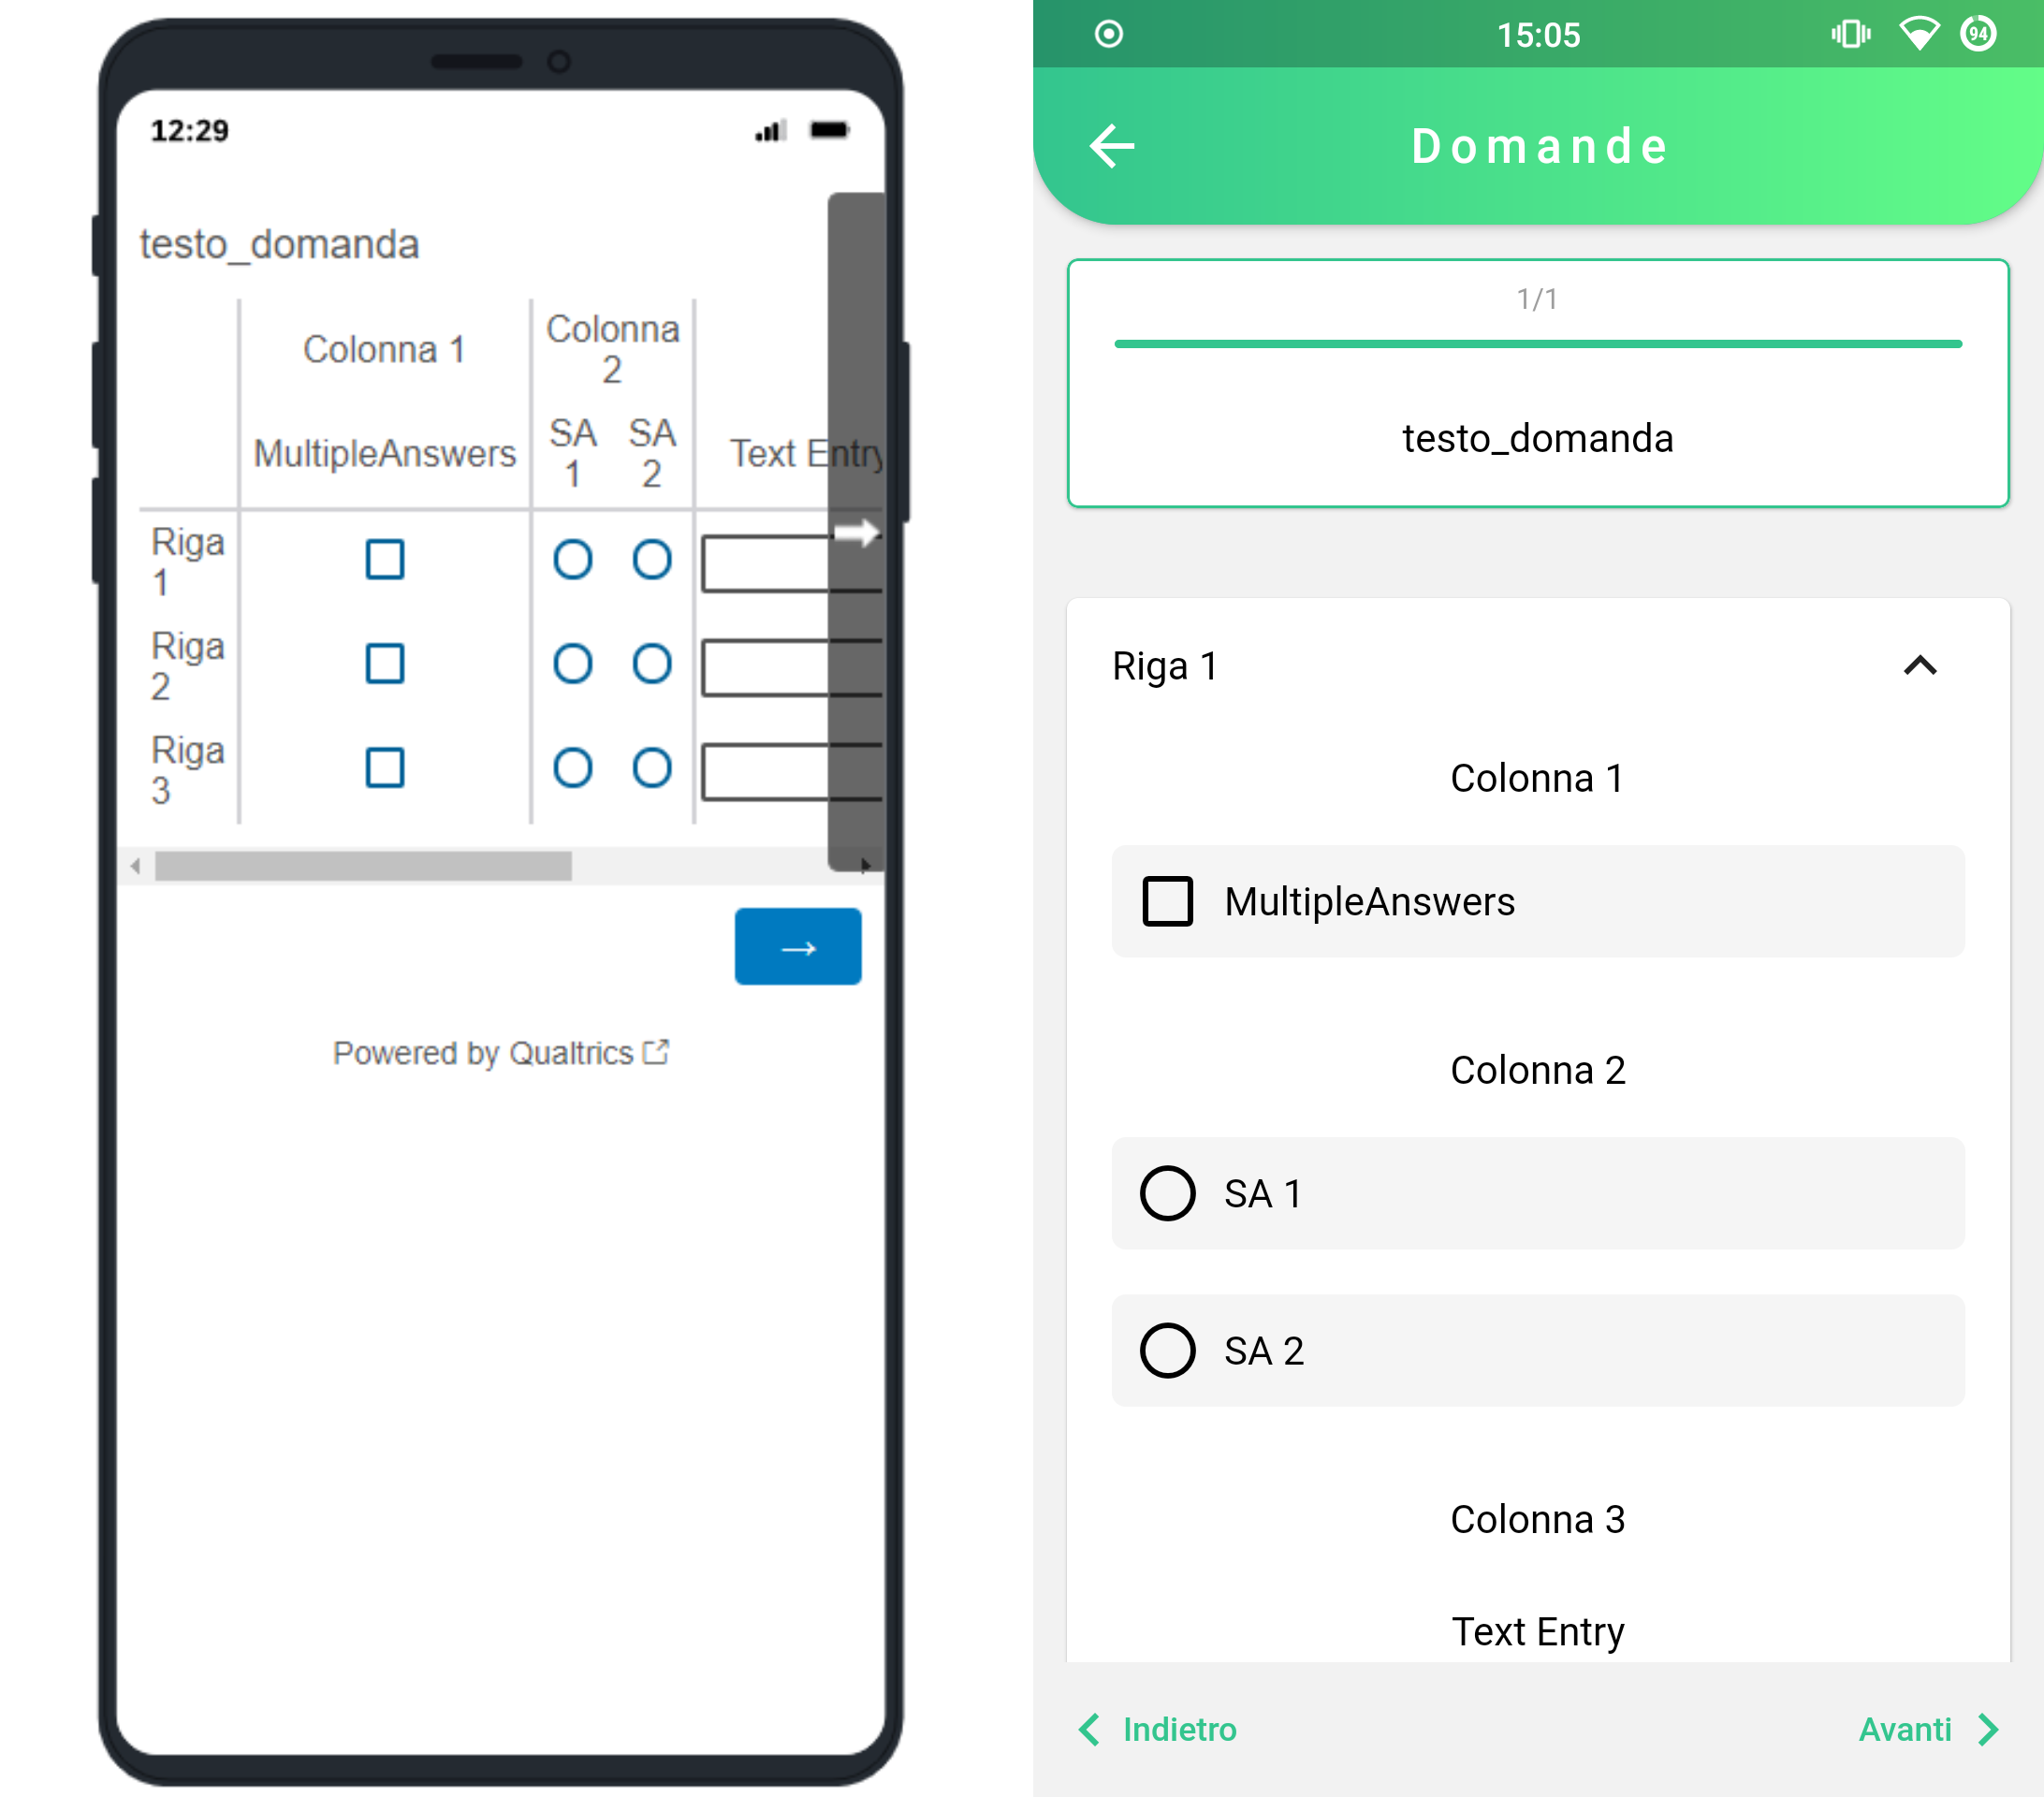 12:29
testo_domanda
Colonna 1
Colonna
2
MultipleAnswers
SA
1
SA
2
Text Entry
Riga
1
Riga
2
Riga
3
→
Powered by Qualtrics
15:05
94
Domande
1/1
testo_domanda
Riga 1
Colonna 1
MultipleAnswers
Colonna 2
SA 1
SA 2
Colonna 3
Text Entry
Indietro
Avanti